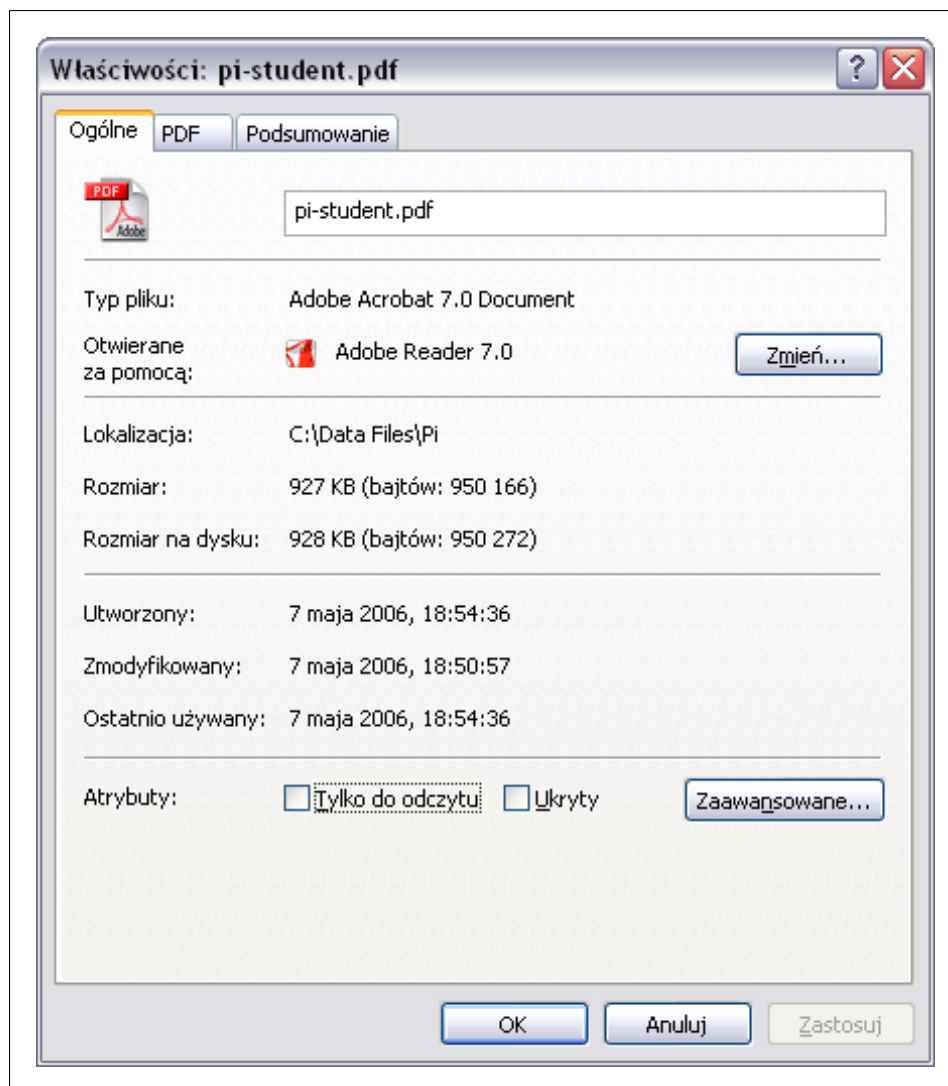 Właściwości: pi-student.pdf
Ogólne PDF Podsumowanie
PDF
Adobe
pi-student.pdf
Typ pliku: Adobe Acrobat 7.0 Document
Otwierane
za pomocą: Adobe Reader 7.0 Zmień...
Lokalizacja: C:\Data Files\Pi
Rozmiar: 927 KB (bajtów: 950 166)
Rozmiar na dysku: 928 KB (bajtów: 950 272)
Utworzony: 7 maja 2006, 18:54:36
Zmodyfikowany: 7 maja 2006, 18:50:57
Ostatnio używany: 7 maja 2006, 18:54:36
Atrybuty: Tylko do odczytu Ukryty Zaawansowane...
OK Anuluj Zastosuj